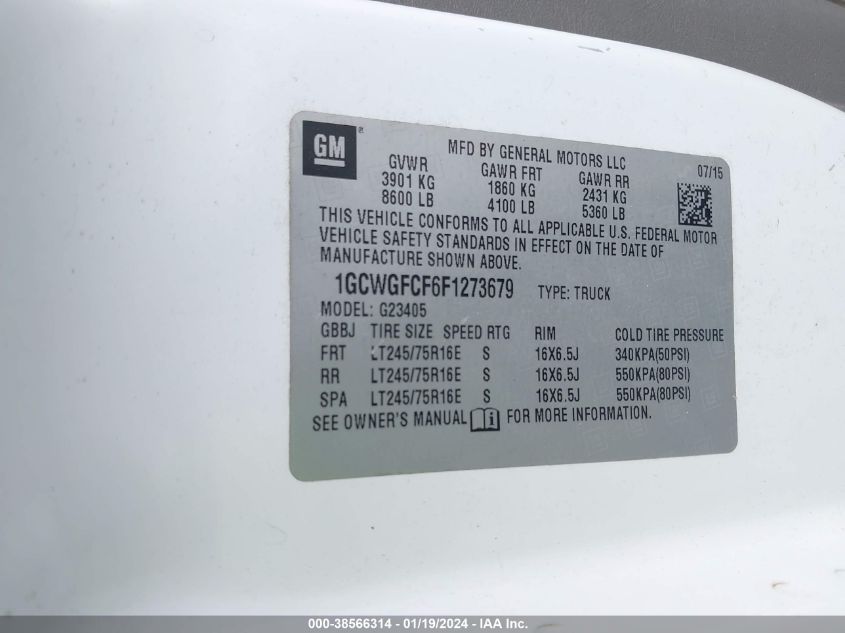 GM ®
MFD BY GENERAL MOTORS LLC 07/15
GVWR GAWR FRT GAWR RR
3901 KG 1860 KG 2431 KG
8600 LB 4100 LB 5360 LB
THIS VEHICLE CONFORMS TO ALL APPLICABLE U.S. FEDERAL MOTOR
VEHICLE SAFETY STANDARDS IN EFFECT ON THE DATE OF
MANUFACTURE SHOWN ABOVE.
1GCWGFCF6F1273679 TYPE: TRUCK
MODEL: G23405
GBBJ TIRE SIZE SPEED RTG RIM COLD TIRE PRESSURE
FRT LT245/75R16E S 16X6.5J 340KPA(50PSI)
RR LT245/75R16E S 16X6.5J 550KPA(80PSI)
SPA LT245/75R16E S 16X6.5J 550KPA(80PSI)
SEE OWNER'S MANUAL i FOR MORE INFORMATION.
000-38566314 - 01/19/2024 - IAA Inc.